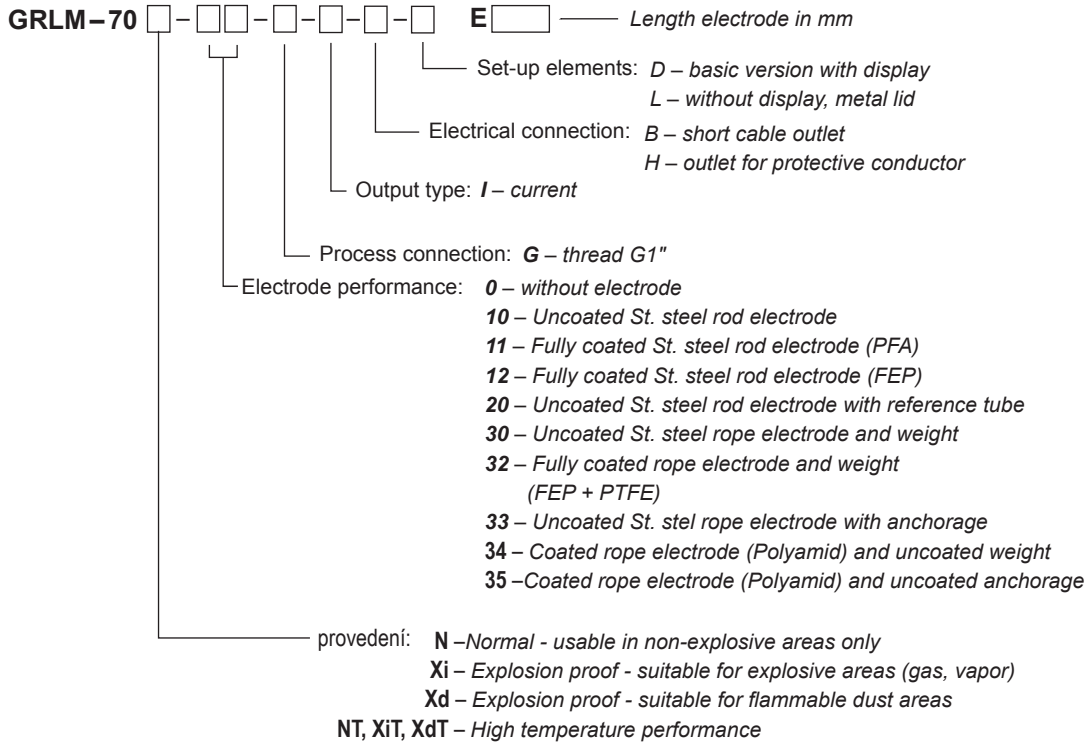 GRLM–70 – – – – – E Length electrode in mm
Set-up elements: D – basic version with display
L – without display, metal lid
Electrical connection: B – short cable outlet
H – outlet for protective conductor
Output type: I – current
Process connection: G – thread G1"
Electrode performance: 0 – without electrode
10 – Uncoated St. steel rod electrode
11 – Fully coated St. steel rod electrode (PFA)
12 – Fully coated St. steel rod electrode (FEP)
20 – Uncoated St. steel rod electrode with reference tube
30 – Uncoated St. steel rope electrode and weight
32 – Fully coated rope electrode and weight
(FEP + PTFE)
33 – Uncoated St. stel rope electrode with anchorage
34 – Coated rope electrode (Polyamid) and uncoated weight
35 –Coated rope electrode (Polyamid) and uncoated anchorage
provedení: N –Normal - usable in non-explosive areas only
Xi – Explosion proof - suitable for explosive areas (gas, vapor)
Xd – Explosion proof - suitable for flammable dust areas
NT, XiT, XdT – High temperature performance